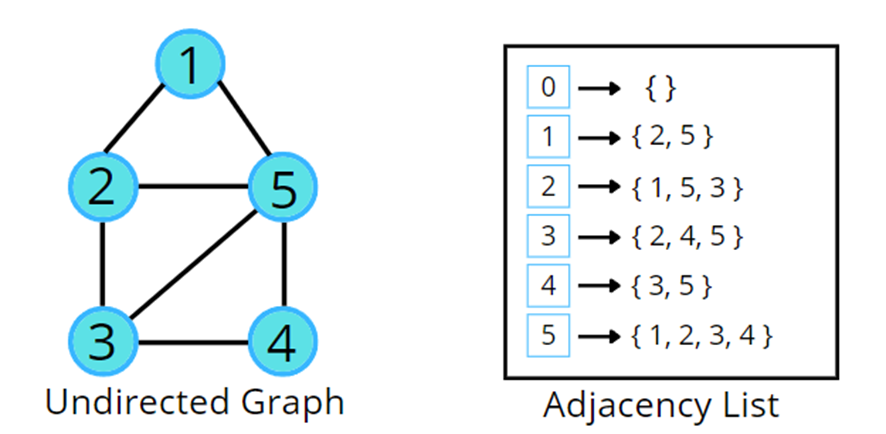 1
2
5
3
4
Undirected Graph
0 { }
1 { 2, 5 }
2 { 1, 5, 3 }
3 { 2, 4, 5 }
4 { 3, 5 }
5 { 1, 2, 3, 4 }
Adjacency List